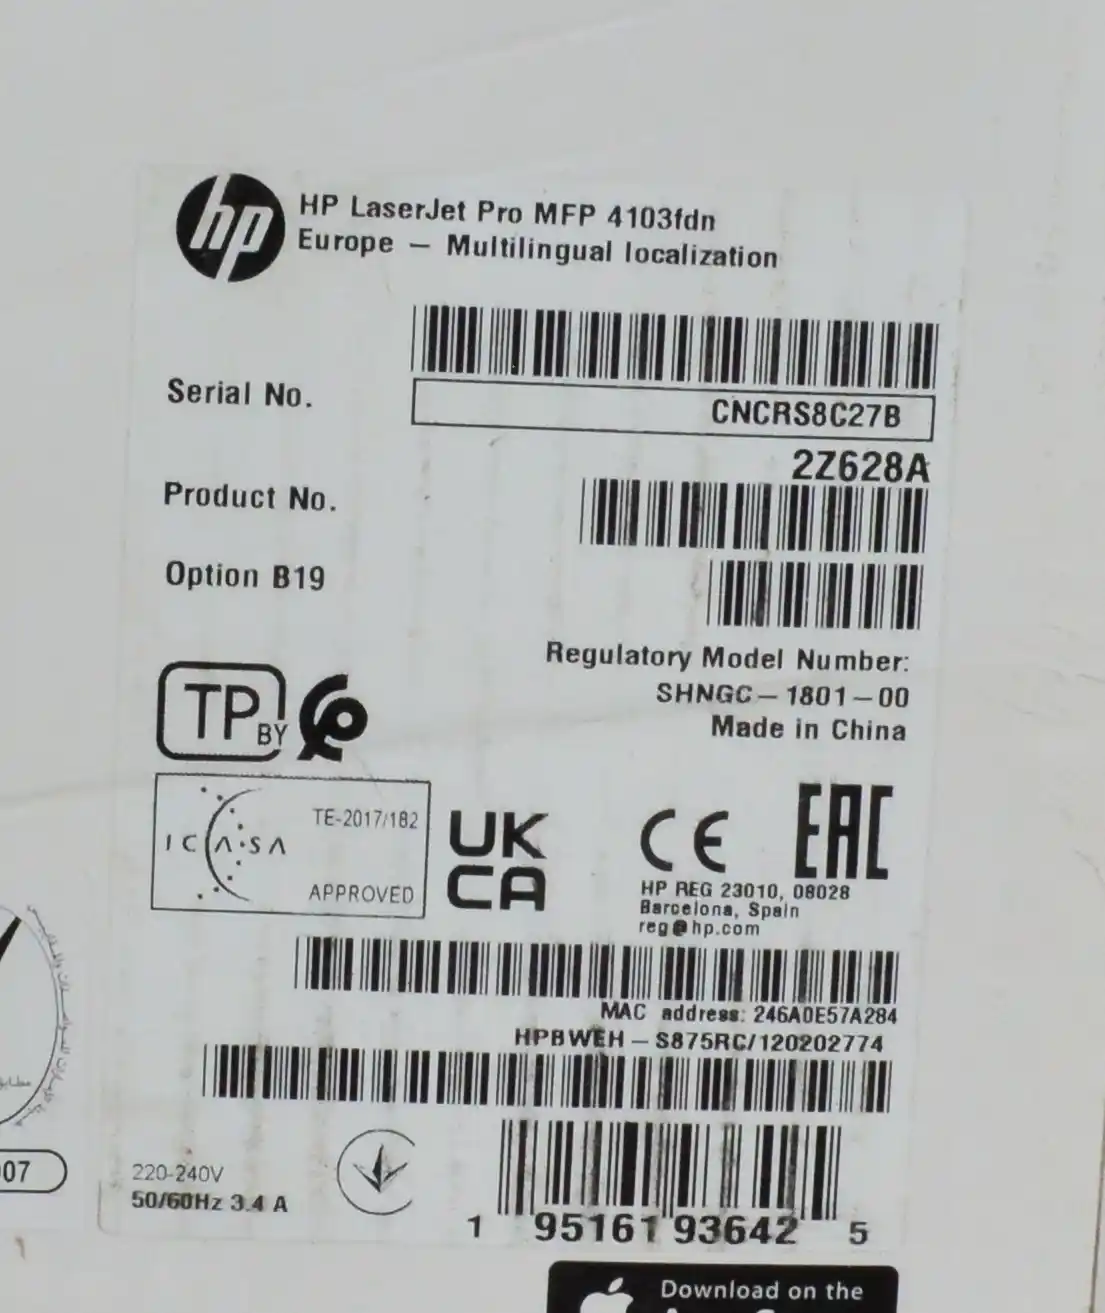 hp
HP LaserJet Pro MFP 4103fdn
Europe — Multilingual localization
Serial No.
CNCRS8C27B
2Z628A
Product No.
Option B19
Regulatory Model Number:
SHNGC—1801—00
Made in China
TP BY
ICASA
TE-2017/182
APPROVED
UK
CA
CE
EAC
HP REG 23010, 08028
Barcelona, Spain
reg@hp.com
MAC address: 246A0E57A284
HPBWEH—S875RC/120202774
07
220-240V
50/60Hz 3.4 A
1 95161 93642 5
Download on the